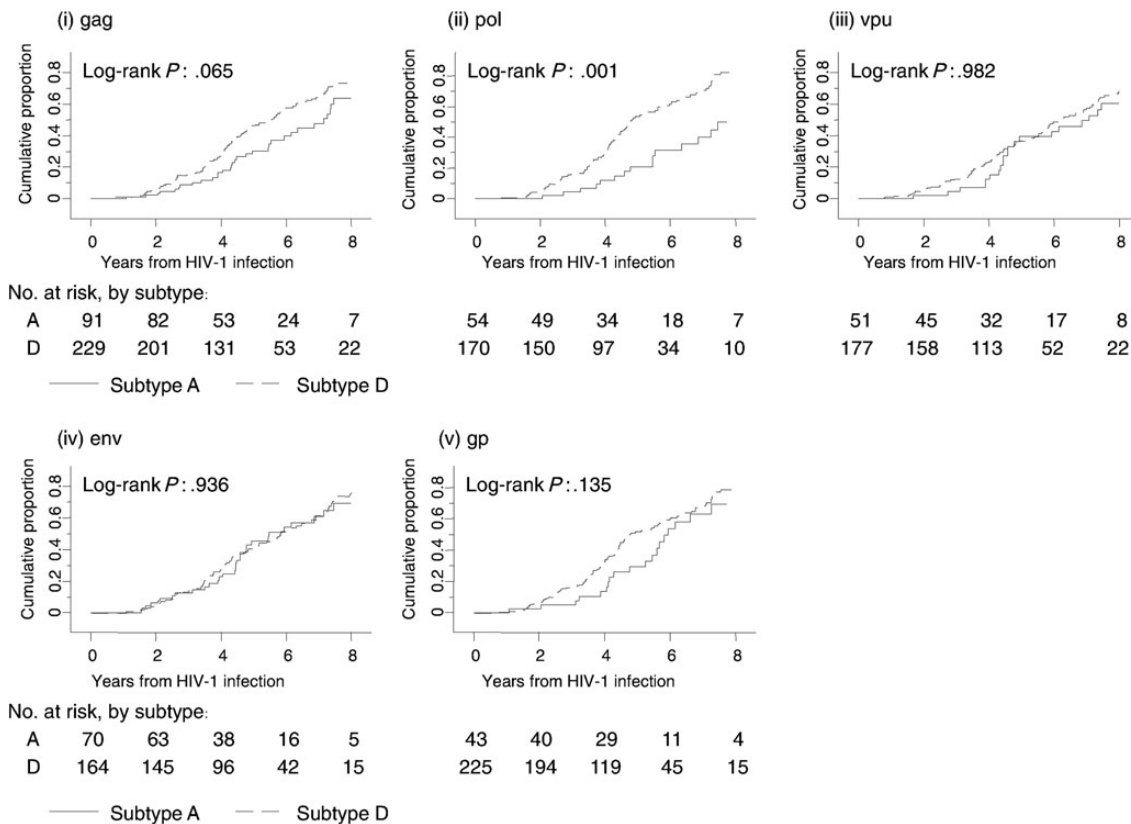 (i) gag
Log-rank P: .065
Cumulative proportion
0 0.2 0.4 0.6 0.8
0 2 4 6 8
Years from HIV-1 infection
(ii) pol
Log-rank P: .001
Cumulative proportion
0 0.2 0.4 0.6 0.8
0 2 4 6 8
Years from HIV-1 infection
(iii) vpu
Log-rank P:.982
Cumulative proportion
0 0.2 0.4 0.6 0.8
0 2 4 6 8
Years from HIV-1 infection
No. at risk, by subtype:
A 91 82 53 24 7 54 49 34 18 7 51 45 32 17 8
D 229 201 131 53 22 170 150 97 34 10 177 158 113 52 22
Subtype A Subtype D
(iv) env
Log-rank P:.936
Cumulative proportion
0 0.2 0.4 0.6 0.8
0 2 4 6 8
Years from HIV-1 infection
(v) gp
Log-rank P:.135
Cumulative proportion
0 0.2 0.4 0.6 0.8
0 2 4 6 8
Years from HIV-1 infection
No. at risk, by subtype:
A 70 63 38 16 5 43 40 29 11 4
D 164 145 96 42 15 225 194 119 45 15
Subtype A Subtype D